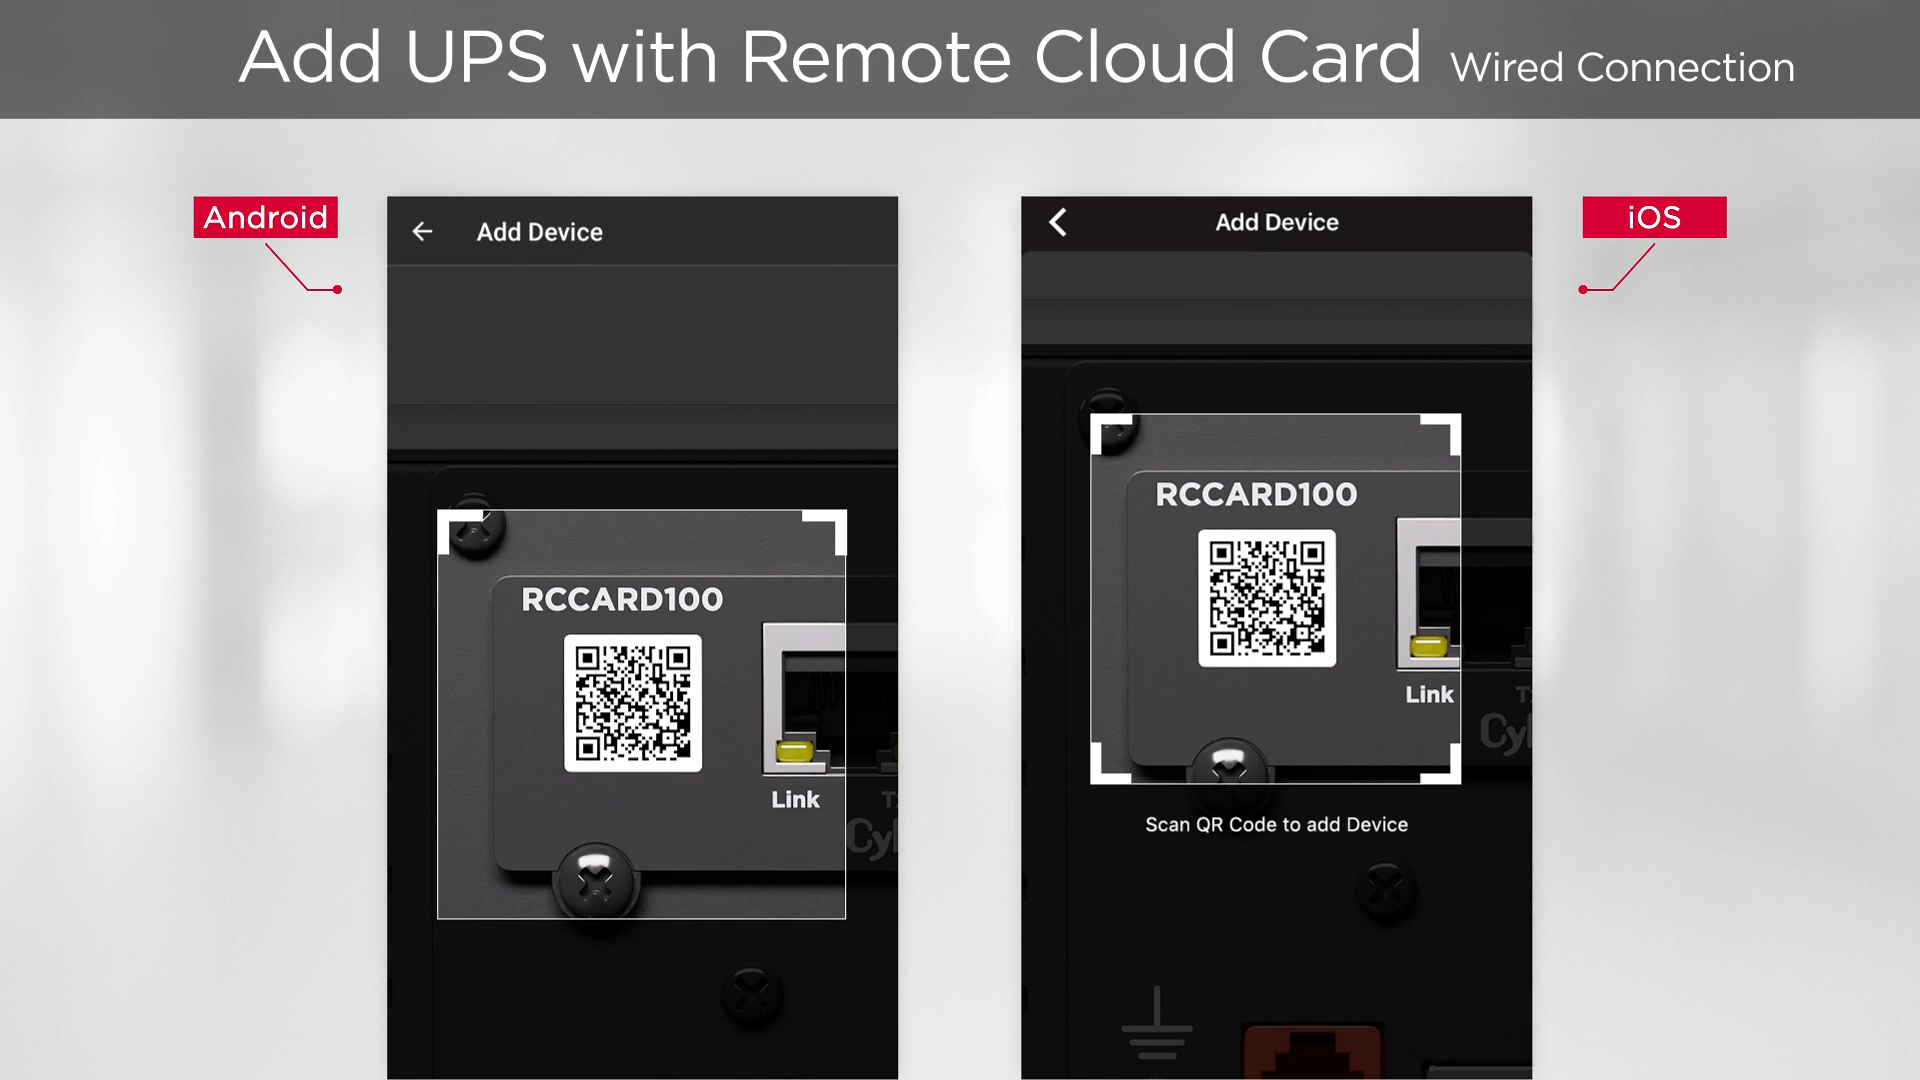 Add UPS with Remote Cloud Card Wired Connection
Android
Add Device
RCCARD100
Link
iOS
Add Device
RCCARD100
Link
Scan QR Code to add Device